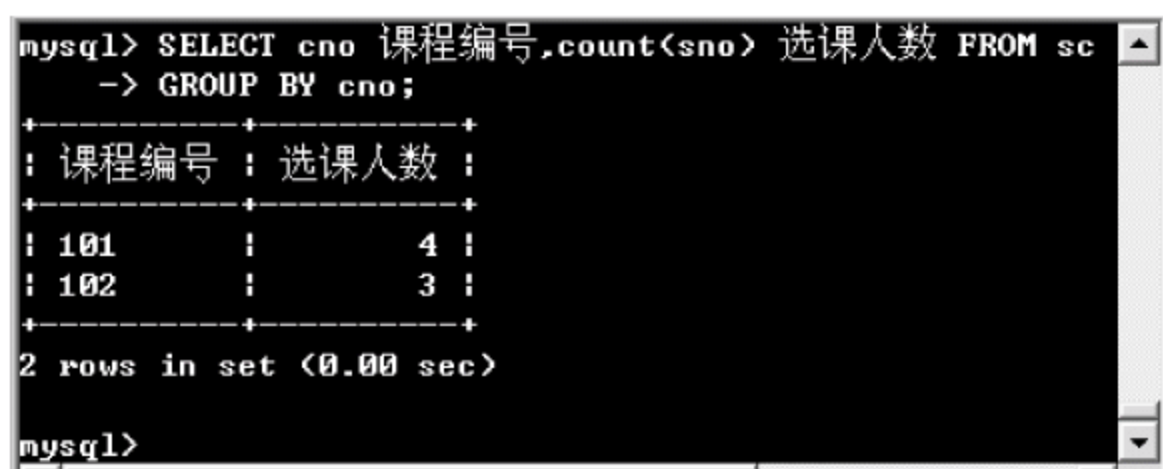 mysql> SELECT cno 课程编号,count(sno) 选课人数 FROM sc
    -> GROUP BY cno;
+-----------+-----------+
| 课程编号 | 选课人数 |
+-----------+-----------+
| 101       |         4 |
| 102       |         3 |
+-----------+-----------+
2 rows in set (0.00 sec)
mysql>